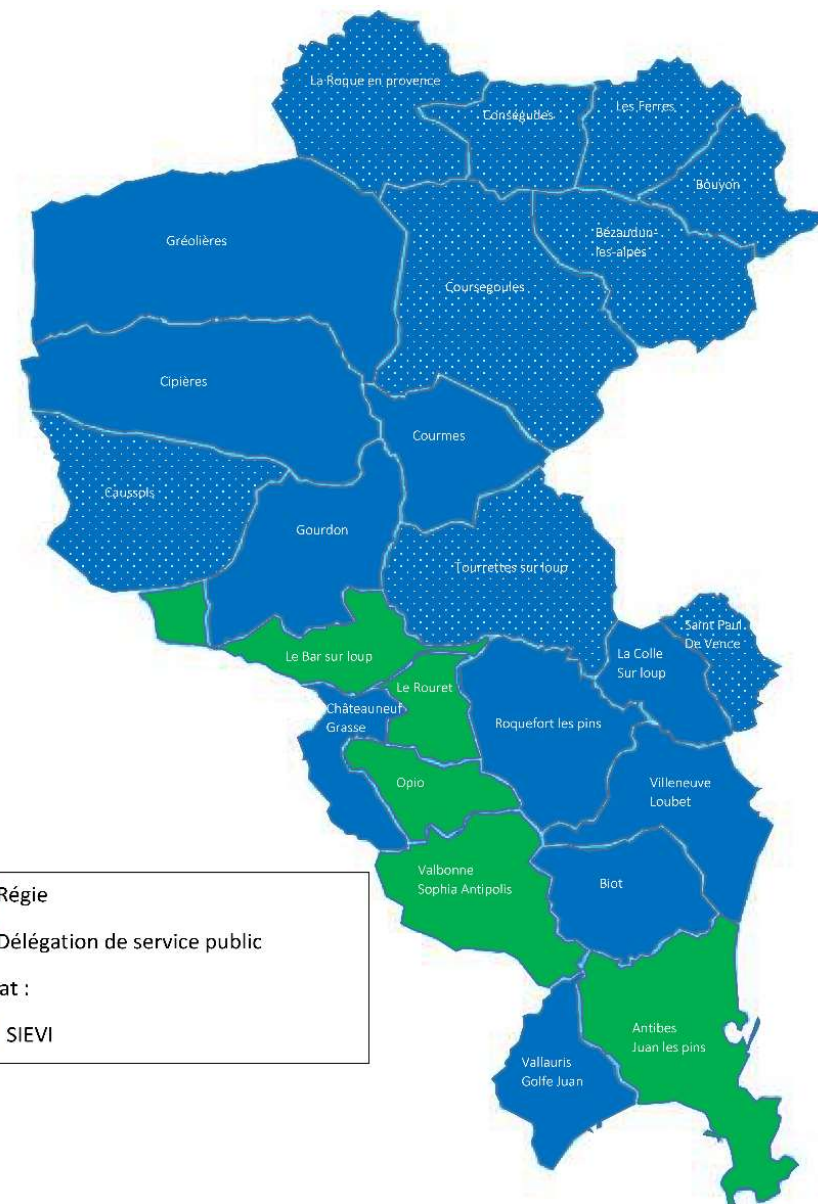 La Roque en provence
Conségudes
Les Ferres
Bouyon
Bézaudun-
les-alpes
Gréolières
Coursegoules
Cipières
Courmes
Caussols
Gourdon
Tourrettes sur loup
Saint Paul
De Vence
La Colle
Sur loup
Le Bar sur loup
Le Rouret
Châteauneuf
Grasse
Roquefort les pins
Opio
Villeneuve
Loubet
Valbonne
Sophia Antipolis
Biot
Régie
Délégation de service public
at :
SIEVI
Antibes
Juan les pins
Vallauris
Golfe Juan